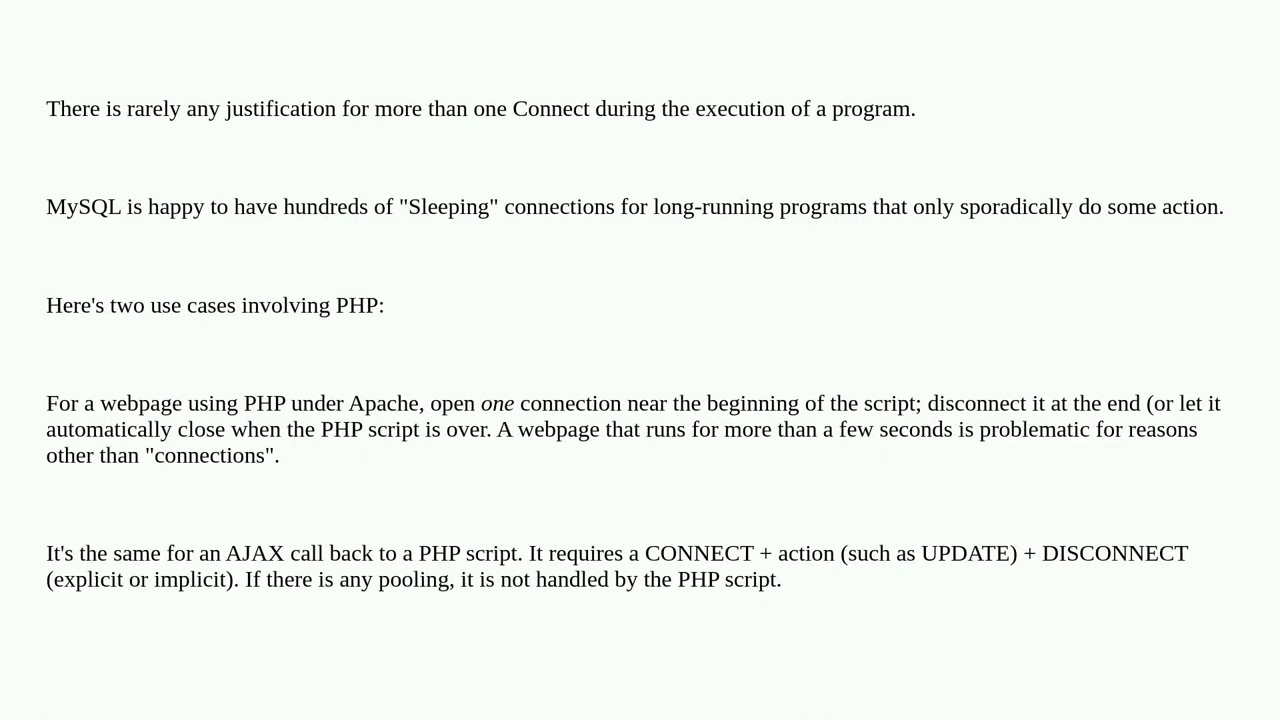 There is rarely any justification for more than one Connect during the execution of a program.
MySQL is happy to have hundreds of "Sleeping" connections for long-running programs that only sporadically do some action.
Here's two use cases involving PHP:
For a webpage using PHP under Apache, open one connection near the beginning of the script; disconnect it at the end (or let it
automatically close when the PHP script is over. A webpage that runs for more than a few seconds is problematic for reasons
other than "connections".
It's the same for an AJAX call back to a PHP script. It requires a CONNECT + action (such as UPDATE) + DISCONNECT
(explicit or implicit). If there is any pooling, it is not handled by the PHP script.